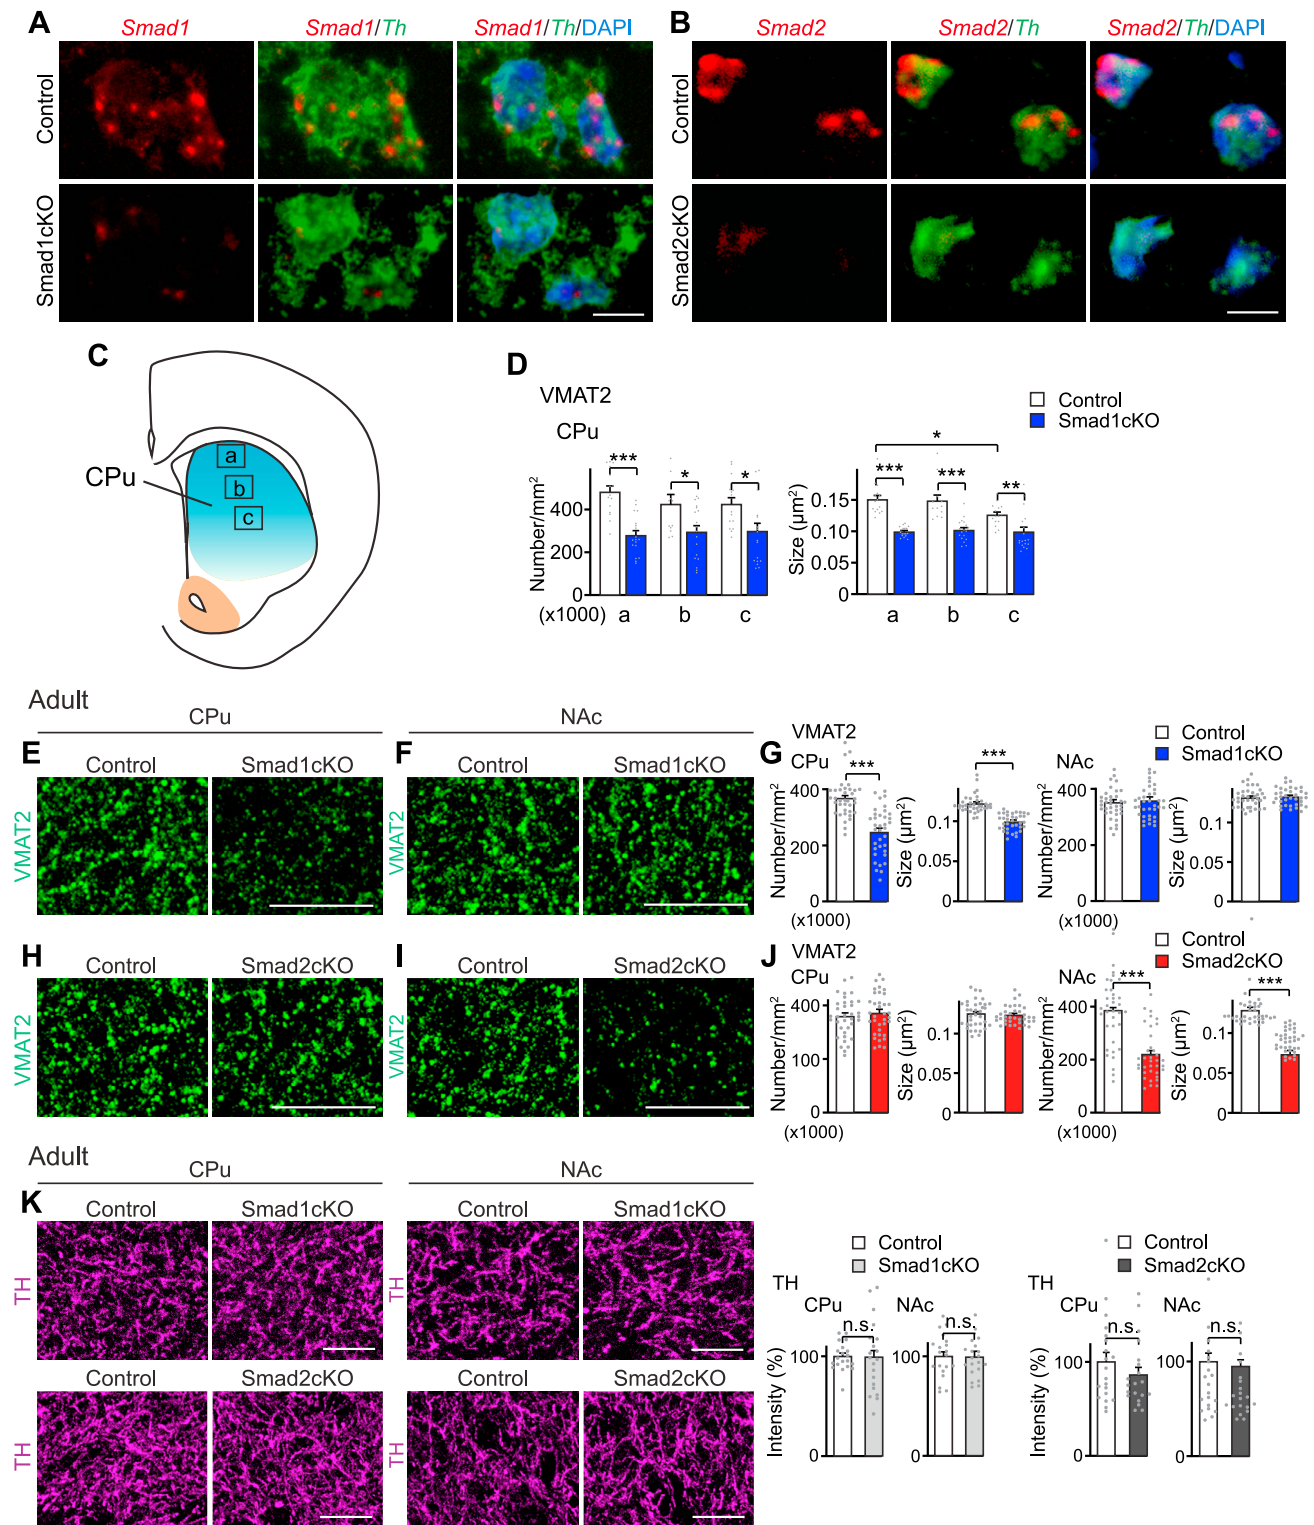 A
Smad1
Smad1/Th
Smad1/Th/DAPI
Control
Smad1cKO
B
Smad2
Smad2/Th
Smad2/Th/DAPI
Control
Smad2cKO
C
CPu
a
b
c
D
VMAT2
CPu
Control
Smad1cKO
Number/mm²
400
200
0
(x1000)
***
*
*
a
b
c
Size (μm²)
0.15
0.10
0.05
0
*
***
***
**
a
b
c
Adult
CPu
NAc
E
Control
Smad1cKO
VMAT2
F
Control
Smad1cKO
VMAT2
G
VMAT2
Control
Smad1cKO
CPu
NAc
Number/mm²
400
200
0
(x1000)
***
Size (μm²)
0.1
0.05
0
***
Number/mm²
400
200
0
(x1000)
Size (μm²)
0.1
0.05
0
H
Control
Smad2cKO
VMAT2
I
Control
Smad2cKO
VMAT2
J
VMAT2
Control
Smad2cKO
CPu
NAc
Number/mm²
400
100
0
(x1000)
Size (μm²)
0.1
0.05
0
Number/mm²
400
200
0
(x1000)
***
Size (μm²)
0.1
0.05
0
***
Adult
CPu
NAc
K
Control
Smad1cKO
TH
Control
Smad1cKO
TH
Control
Smad2cKO
TH
Control
Smad2cKO
TH
Control
Smad1cKO
TH
CPu
NAc
Intensity (%)
100
0
n.s.
100
0
n.s.
Control
Smad2cKO
TH
CPu
NAc
Intensity (%)
100
0
n.s.
100
0
n.s.